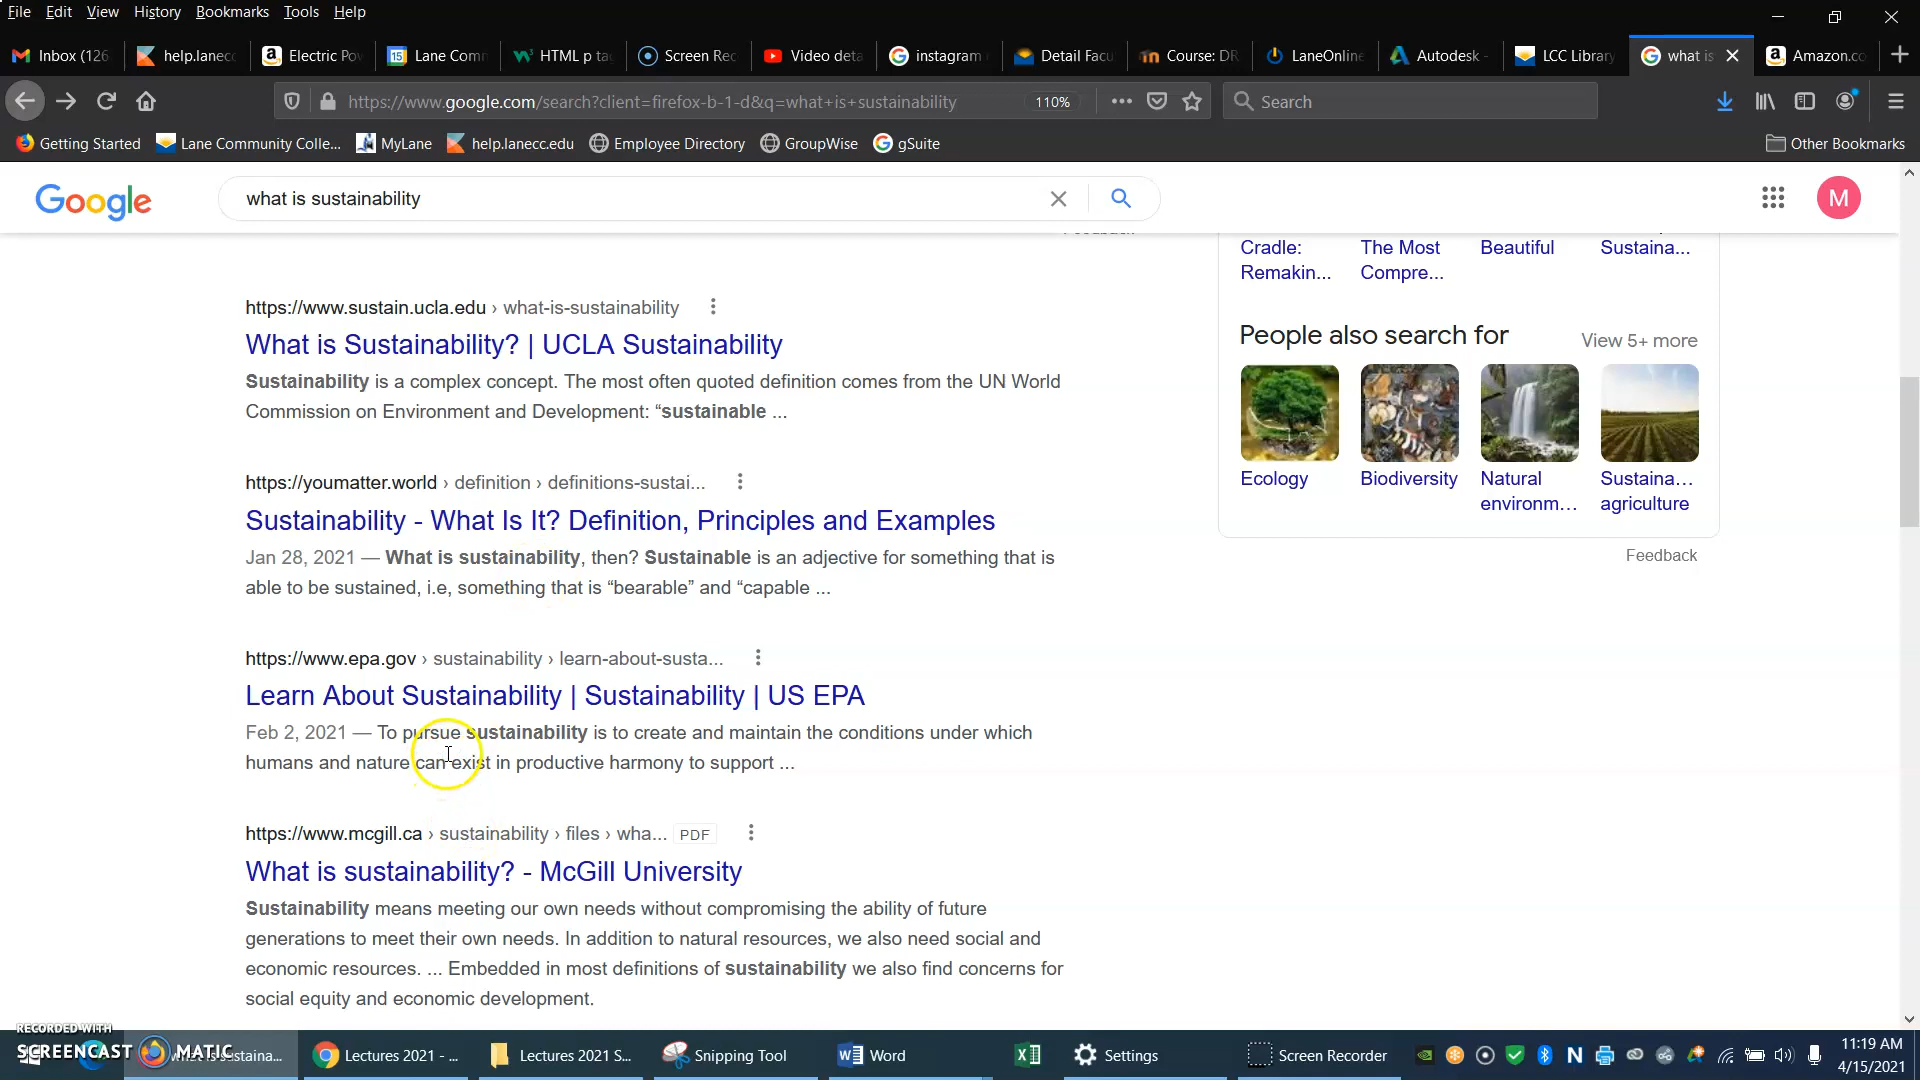 File Edit View History Bookmarks Tools Help
Inbox (126 help.lanecc Electric Po Lane Com HTML p ta Screen Rec Video deta instagram Detail Facu Course: DR LaneOnline Autodesk - LCC Library what is Amazon.co
https://www.google.com/search?client=firefox-b-1-d&q=what+is+sustainability 110% Search
Getting Started Lane Community Colle... MyLane help.lanecc.edu Employee Directory GroupWise gSuite Other Bookmarks
Google what is sustainability M
Cradle: Remakin...
The Most Compre...
Beautiful
Sustaina...
https://www.sustain.ucla.edu › what-is-sustainability
What is Sustainability? | UCLA Sustainability
Sustainability is a complex concept. The most often quoted definition comes from the UN World
Commission on Environment and Development: “sustainable ...
https://youmatter.world › definition › definitions-sustai...
Sustainability - What Is It? Definition, Principles and Examples
Jan 28, 2021 — What is sustainability, then? Sustainable is an adjective for something that is
able to be sustained, i.e, something that is “bearable” and “capable ...
https://www.epa.gov › sustainability › learn-about-susta...
Learn About Sustainability | Sustainability | US EPA
Feb 2, 2021 — To pursue sustainability is to create and maintain the conditions under which
humans and nature can exist in productive harmony to support ...
https://www.mcgill.ca › sustainability › files › wha... PDF
What is sustainability? - McGill University
Sustainability means meeting our own needs without compromising the ability of future
generations to meet their own needs. In addition to natural resources, we also need social and
economic resources. ... Embedded in most definitions of sustainability we also find concerns for
social equity and economic development.
People also search for View 5+ more
Ecology
Biodiversity
Natural environm...
Sustaina... agriculture
Feedback
RECORDED WITH
SCREENCAST MATIC
Lectures 2021 - ... Lectures 2021 S... Snipping Tool Word Settings Screen Recorder
11:19 AM
4/15/2021